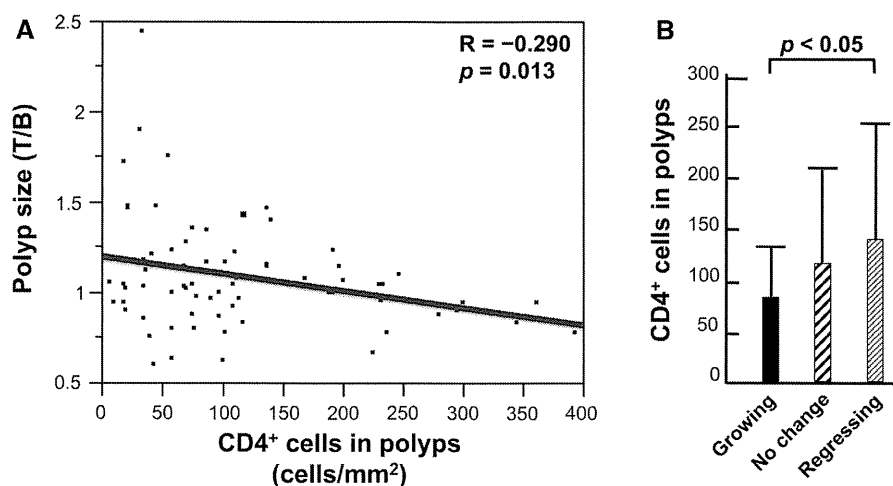 A
R = −0.290
p = 0.013
Polyp size (T/B)
2.5
2
1.5
1
0.5
0 50 100 150 200 250 300 350 400
CD4⁺ cells in polyps
(cells/mm²)
B
p < 0.05
CD4⁺ cells in polyps
300
250
200
150
100
50
0
Growing
No change
Regressing